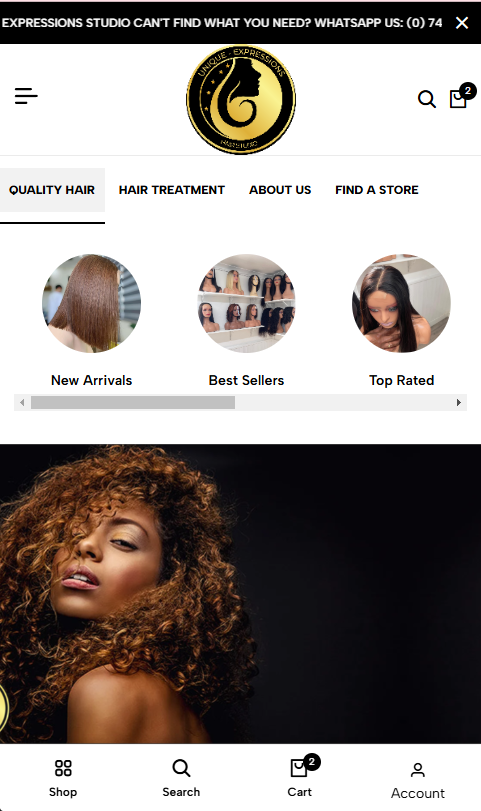 EXPRESSIONS STUDIO CAN'T FIND WHAT YOU NEED? WHATSAPP US: (0) 74
UNIQUE - EXPRESSIONS
HAIR STUDIO
2
QUALITY HAIR
HAIR TREATMENT
ABOUT US
FIND A STORE
New Arrivals
Best Sellers
Top Rated
2
Shop
Search
Cart
Account